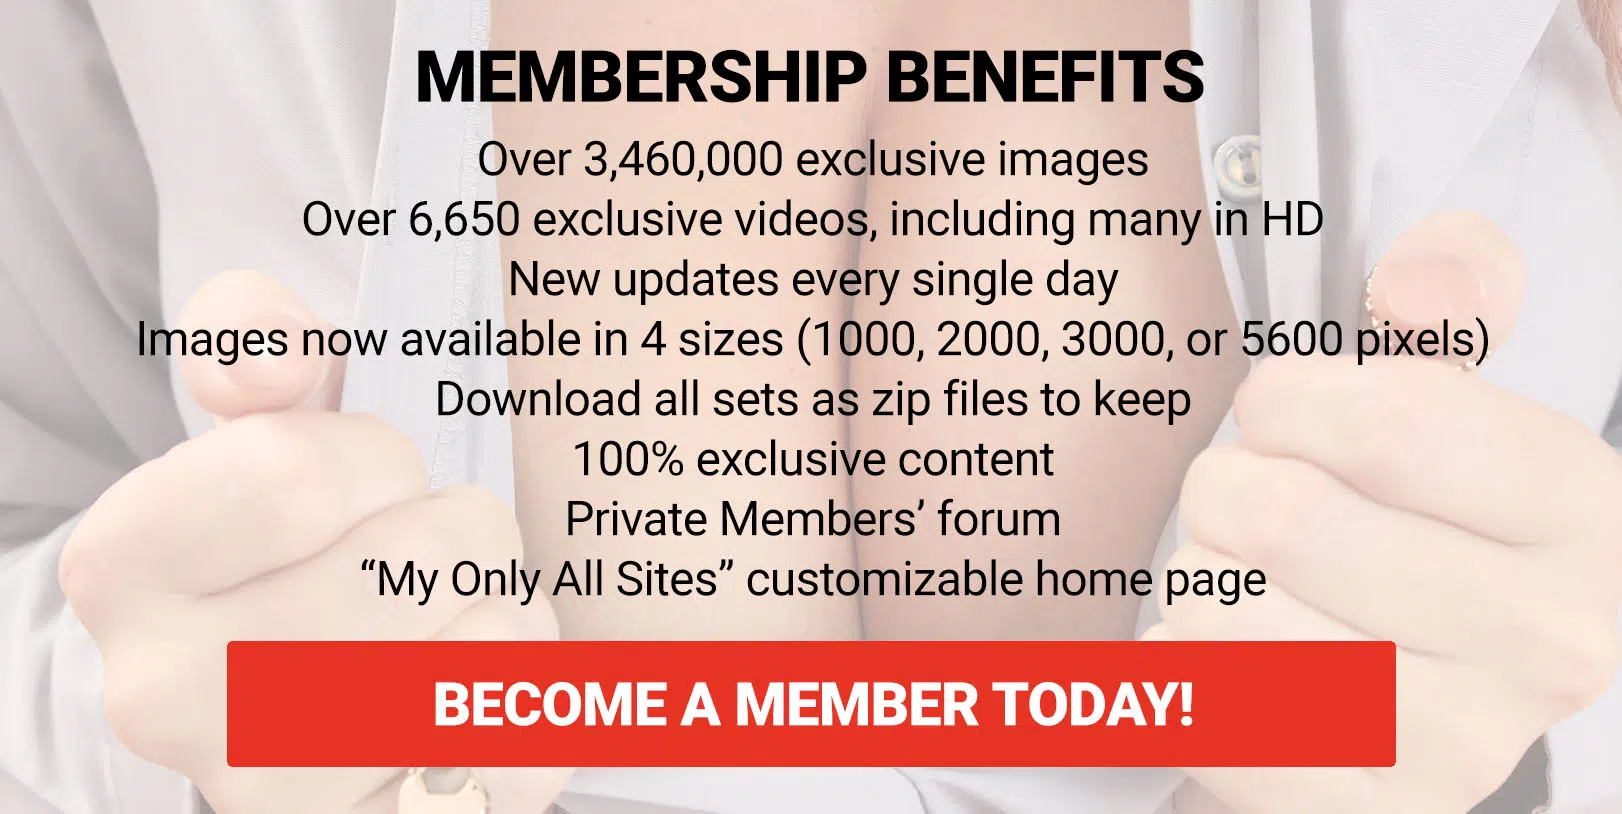 MEMBERSHIP BENEFITS
Over 3,460,000 exclusive images
Over 6,650 exclusive videos, including many in HD
New updates every single day
Images now available in 4 sizes (1000, 2000, 3000, or 5600 pixels)
Download all sets as zip files to keep
100% exclusive content
Private Members’ forum
“My Only All Sites” customizable home page
BECOME A MEMBER TODAY!